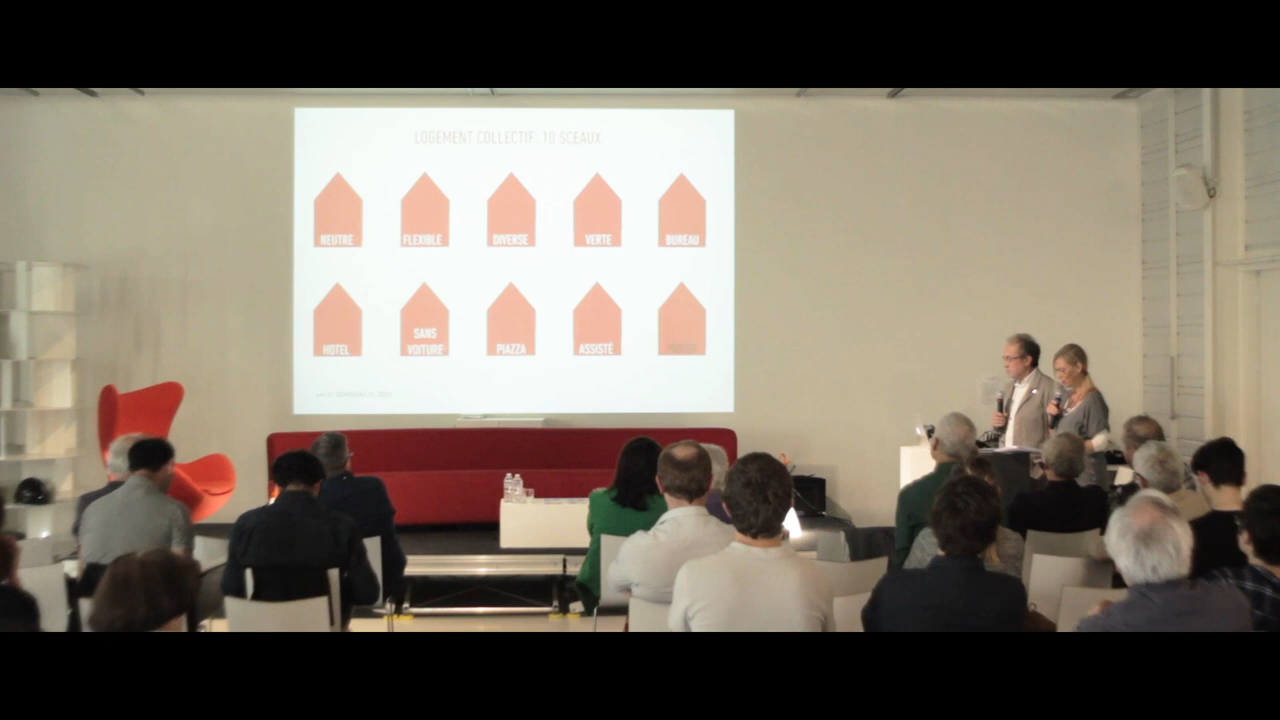 LOGEMENT COLLECTIF: 10 SCEAUX
NEUTRE
FLEXIBLE
DIVERSE
VERTE
BUREAU
HOTEL
SANS
VOITURE
PIAZZA
ASSISTÉ